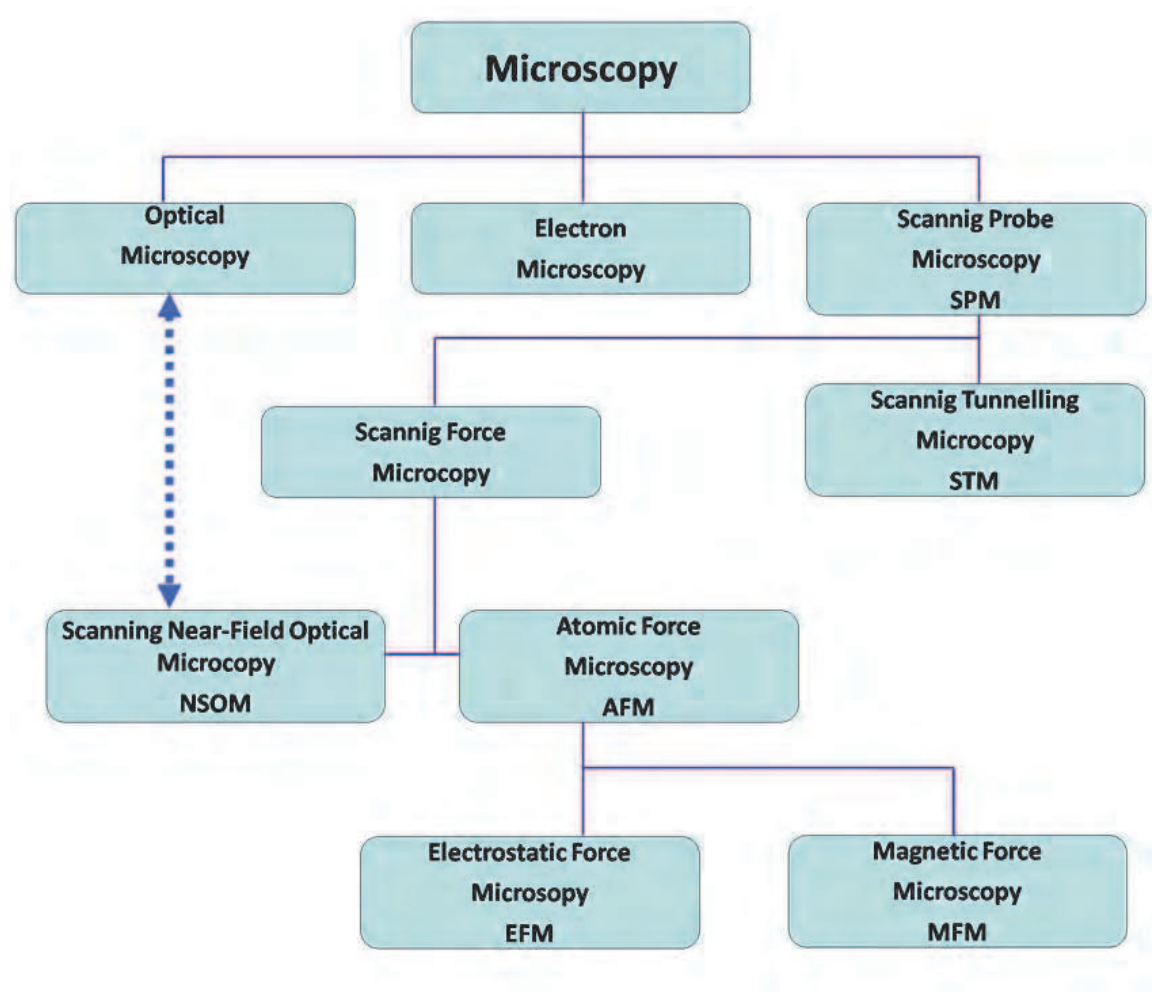 Microscopy
Optical
Microscopy
Electron
Microscopy
Scannig Probe
Microscopy
SPM
Scannig Force
Microcopy
Scannig Tunnelling
Microcopy
STM
Scanning Near-Field Optical
Microcopy
NSOM
Atomic Force
Microscopy
AFM
Electrostatic Force
Microsopy
EFM
Magnetic Force
Microscopy
MFM